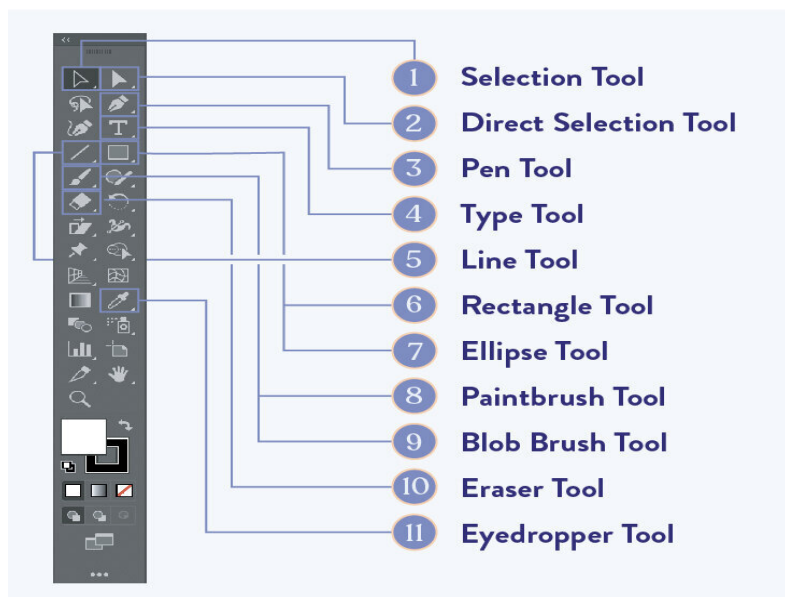 1 Selection Tool
2 Direct Selection Tool
3 Pen Tool
4 Type Tool
5 Line Tool
6 Rectangle Tool
7 Ellipse Tool
8 Paintbrush Tool
9 Blob Brush Tool
10 Eraser Tool
11 Eyedropper Tool